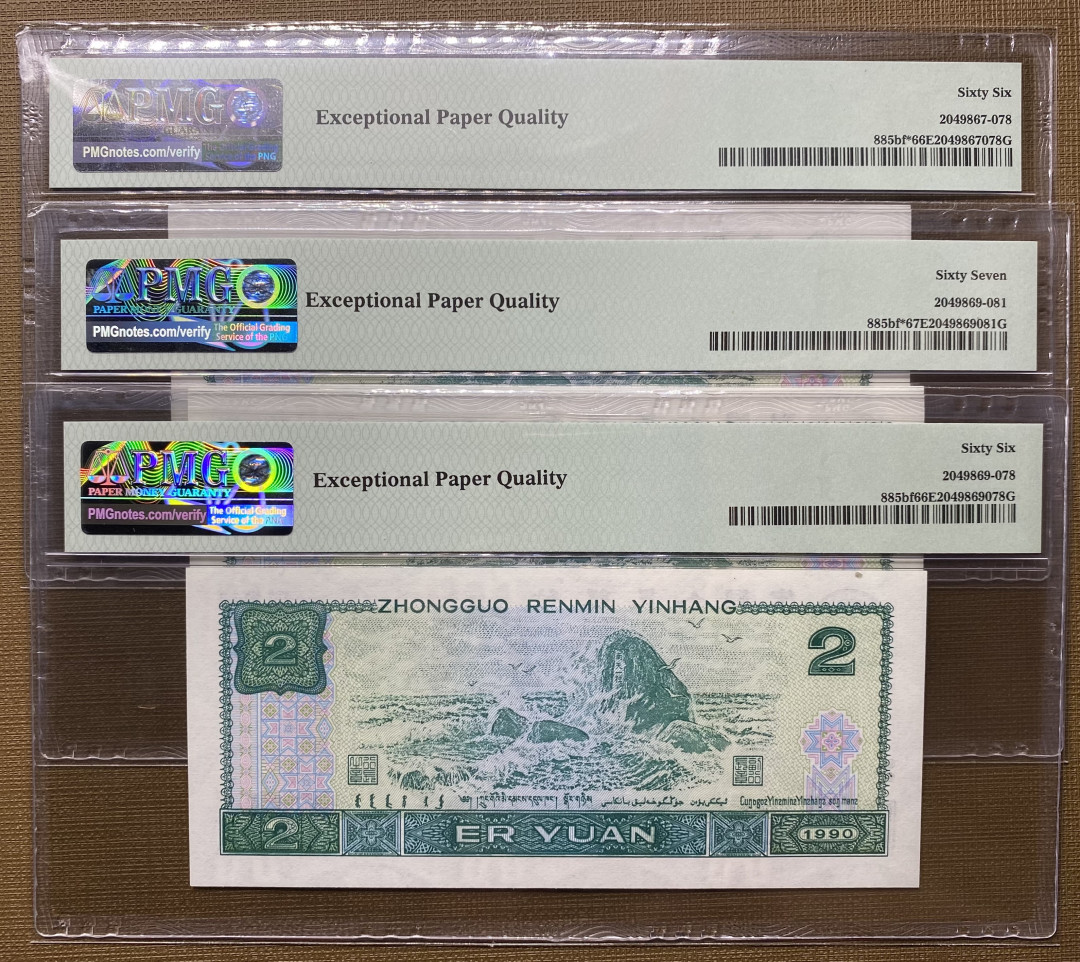 PMG
GUARANTY
PMGnotes.com/verify
PNG
Exceptional Paper Quality
Sixty Six
2049867-078
885bf*66E2049867078G
PMG
PAPER MONEY GUARANTY
PMGnotes.com/verify
The Official Grading
Service of the PNG
Exceptional Paper Quality
Sixty Seven
2049869-081
885bf*67E2049869081G
PMG
PAPER MONEY GUARANTY
PMGnotes.com/verify
The Official Grading
Service of the PNG
Exceptional Paper Quality
Sixty Six
2049869-078
885bf66E2049869078G
ZHONGGUO RENMIN YINHANG
2
2
2
ER YUAN
1990